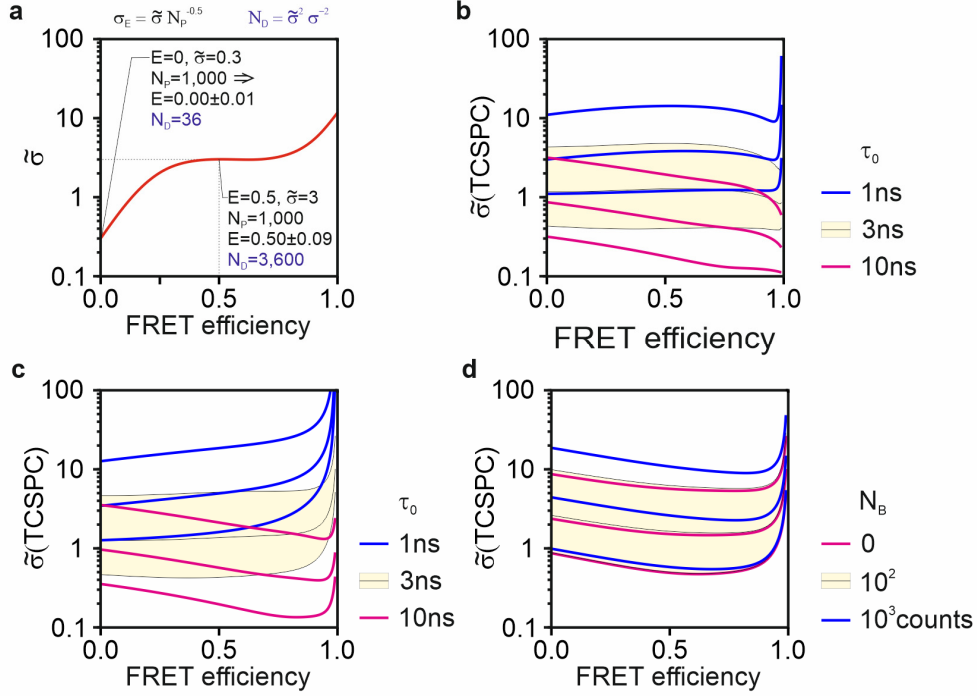 a
σ_E = σ̃ N_P^-0.5
N_D = σ̃² σ⁻²
100
10
1
0.1
σ̃
E=0, σ̃=0.3
N_P=1,000 ⇒
E=0.00±0.01
N_D=36
E=0.5, σ̃=3
N_P=1,000
E=0.50±0.09
N_D=3,600
0.0 0.5 1.0
FRET efficiency
b
100
10
1
0.1
σ̃(TCSPC)
0.0 0.5 1.0
FRET efficiency
τ₀
1ns
3ns
10ns
c
100
10
1
0.1
σ̃(TCSPC)
0.0 0.5 1.0
FRET efficiency
τ₀
1ns
3ns
10ns
d
100
10
1
0.1
σ̃(TCSPC)
0.0 0.5 1.0
FRET efficiency
N_B
0
10²
10³counts